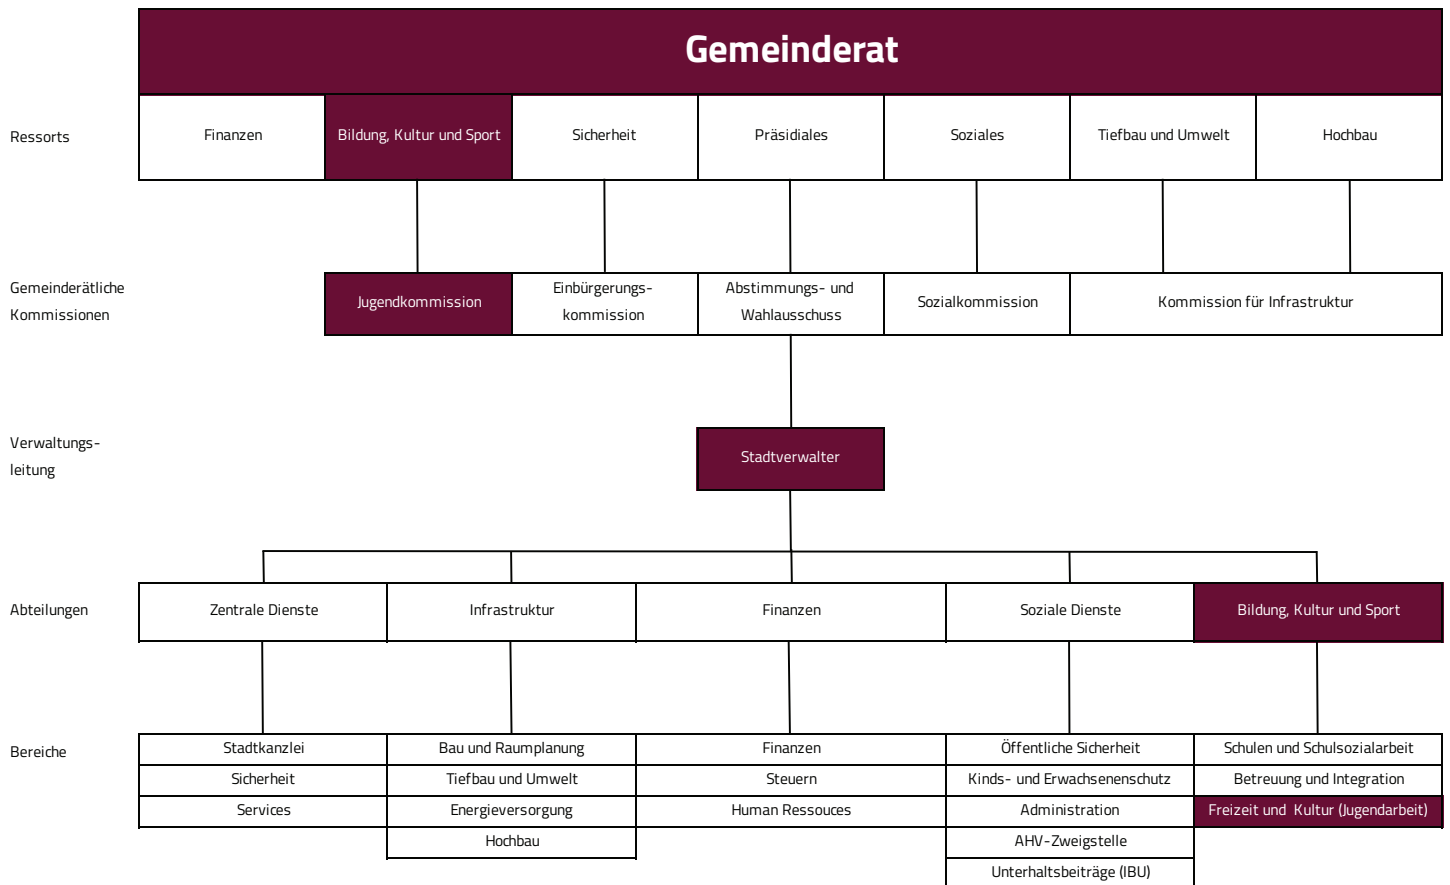 Gemeinderat
Ressorts
Finanzen
Bildung, Kultur und Sport
Sicherheit
Präsidiales
Soziales
Tiefbau und Umwelt
Hochbau
Gemeinderätliche
Kommissionen
Jugendkommission
Einbürgerungs-
kommission
Abstimmungs- und
Wahlausschuss
Sozialkommission
Kommission für Infrastruktur
Verwaltungs-
leitung
Stadtverwalter
Abteilungen
Zentrale Dienste
Infrastruktur
Finanzen
Soziale Dienste
Bildung, Kultur und Sport
Bereiche
Stadtkanzlei
Bau und Raumplanung
Finanzen
Öffentliche Sicherheit
Schulen und Schulsozialarbeit
Sicherheit
Tiefbau und Umwelt
Steuern
Kinds- und Erwachsenenschutz
Betreuung und Integration
Services
Energieversorgung
Human Ressouces
Administration
Freizeit und Kultur (Jugendarbeit)
Hochbau
AHV-Zweigstelle
Unterhaltsbeiträge (IBU)